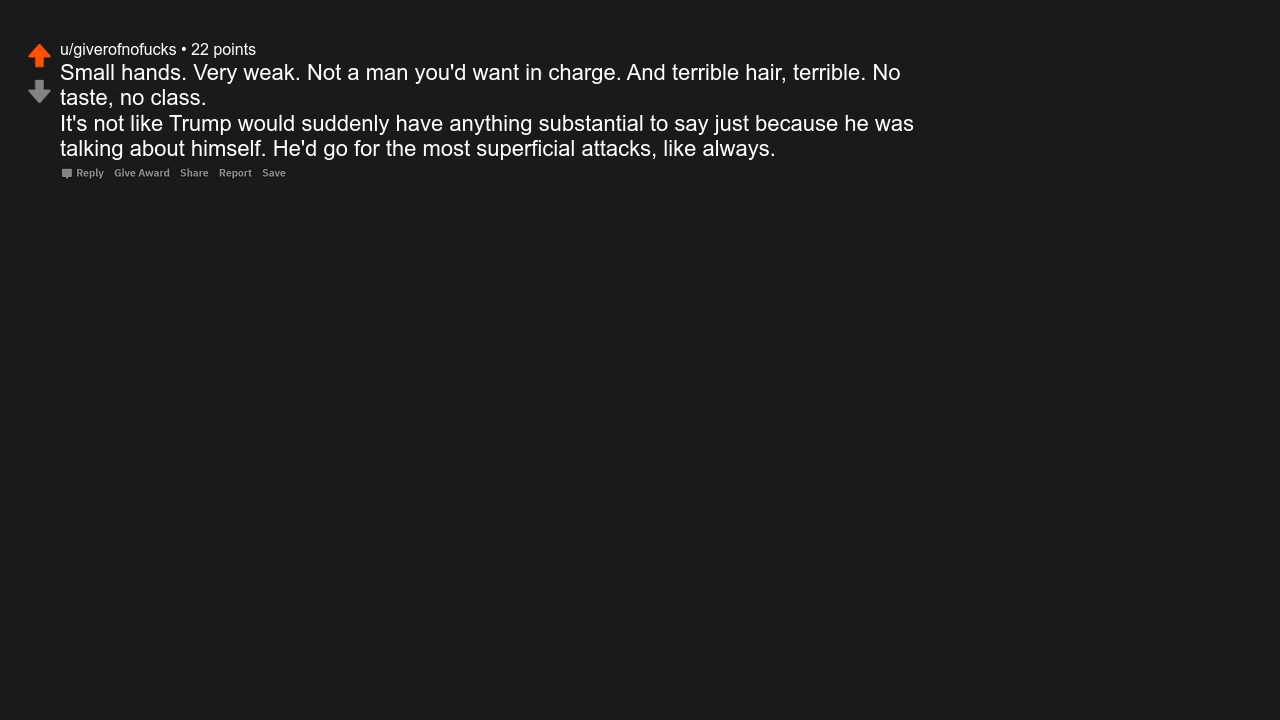 u/giverofnofucks • 22 points
Small hands. Very weak. Not a man you'd want in charge. And terrible hair, terrible. No
taste, no class.
It's not like Trump would suddenly have anything substantial to say just because he was
talking about himself. He'd go for the most superficial attacks, like always.
Reply Give Award Share Report Save